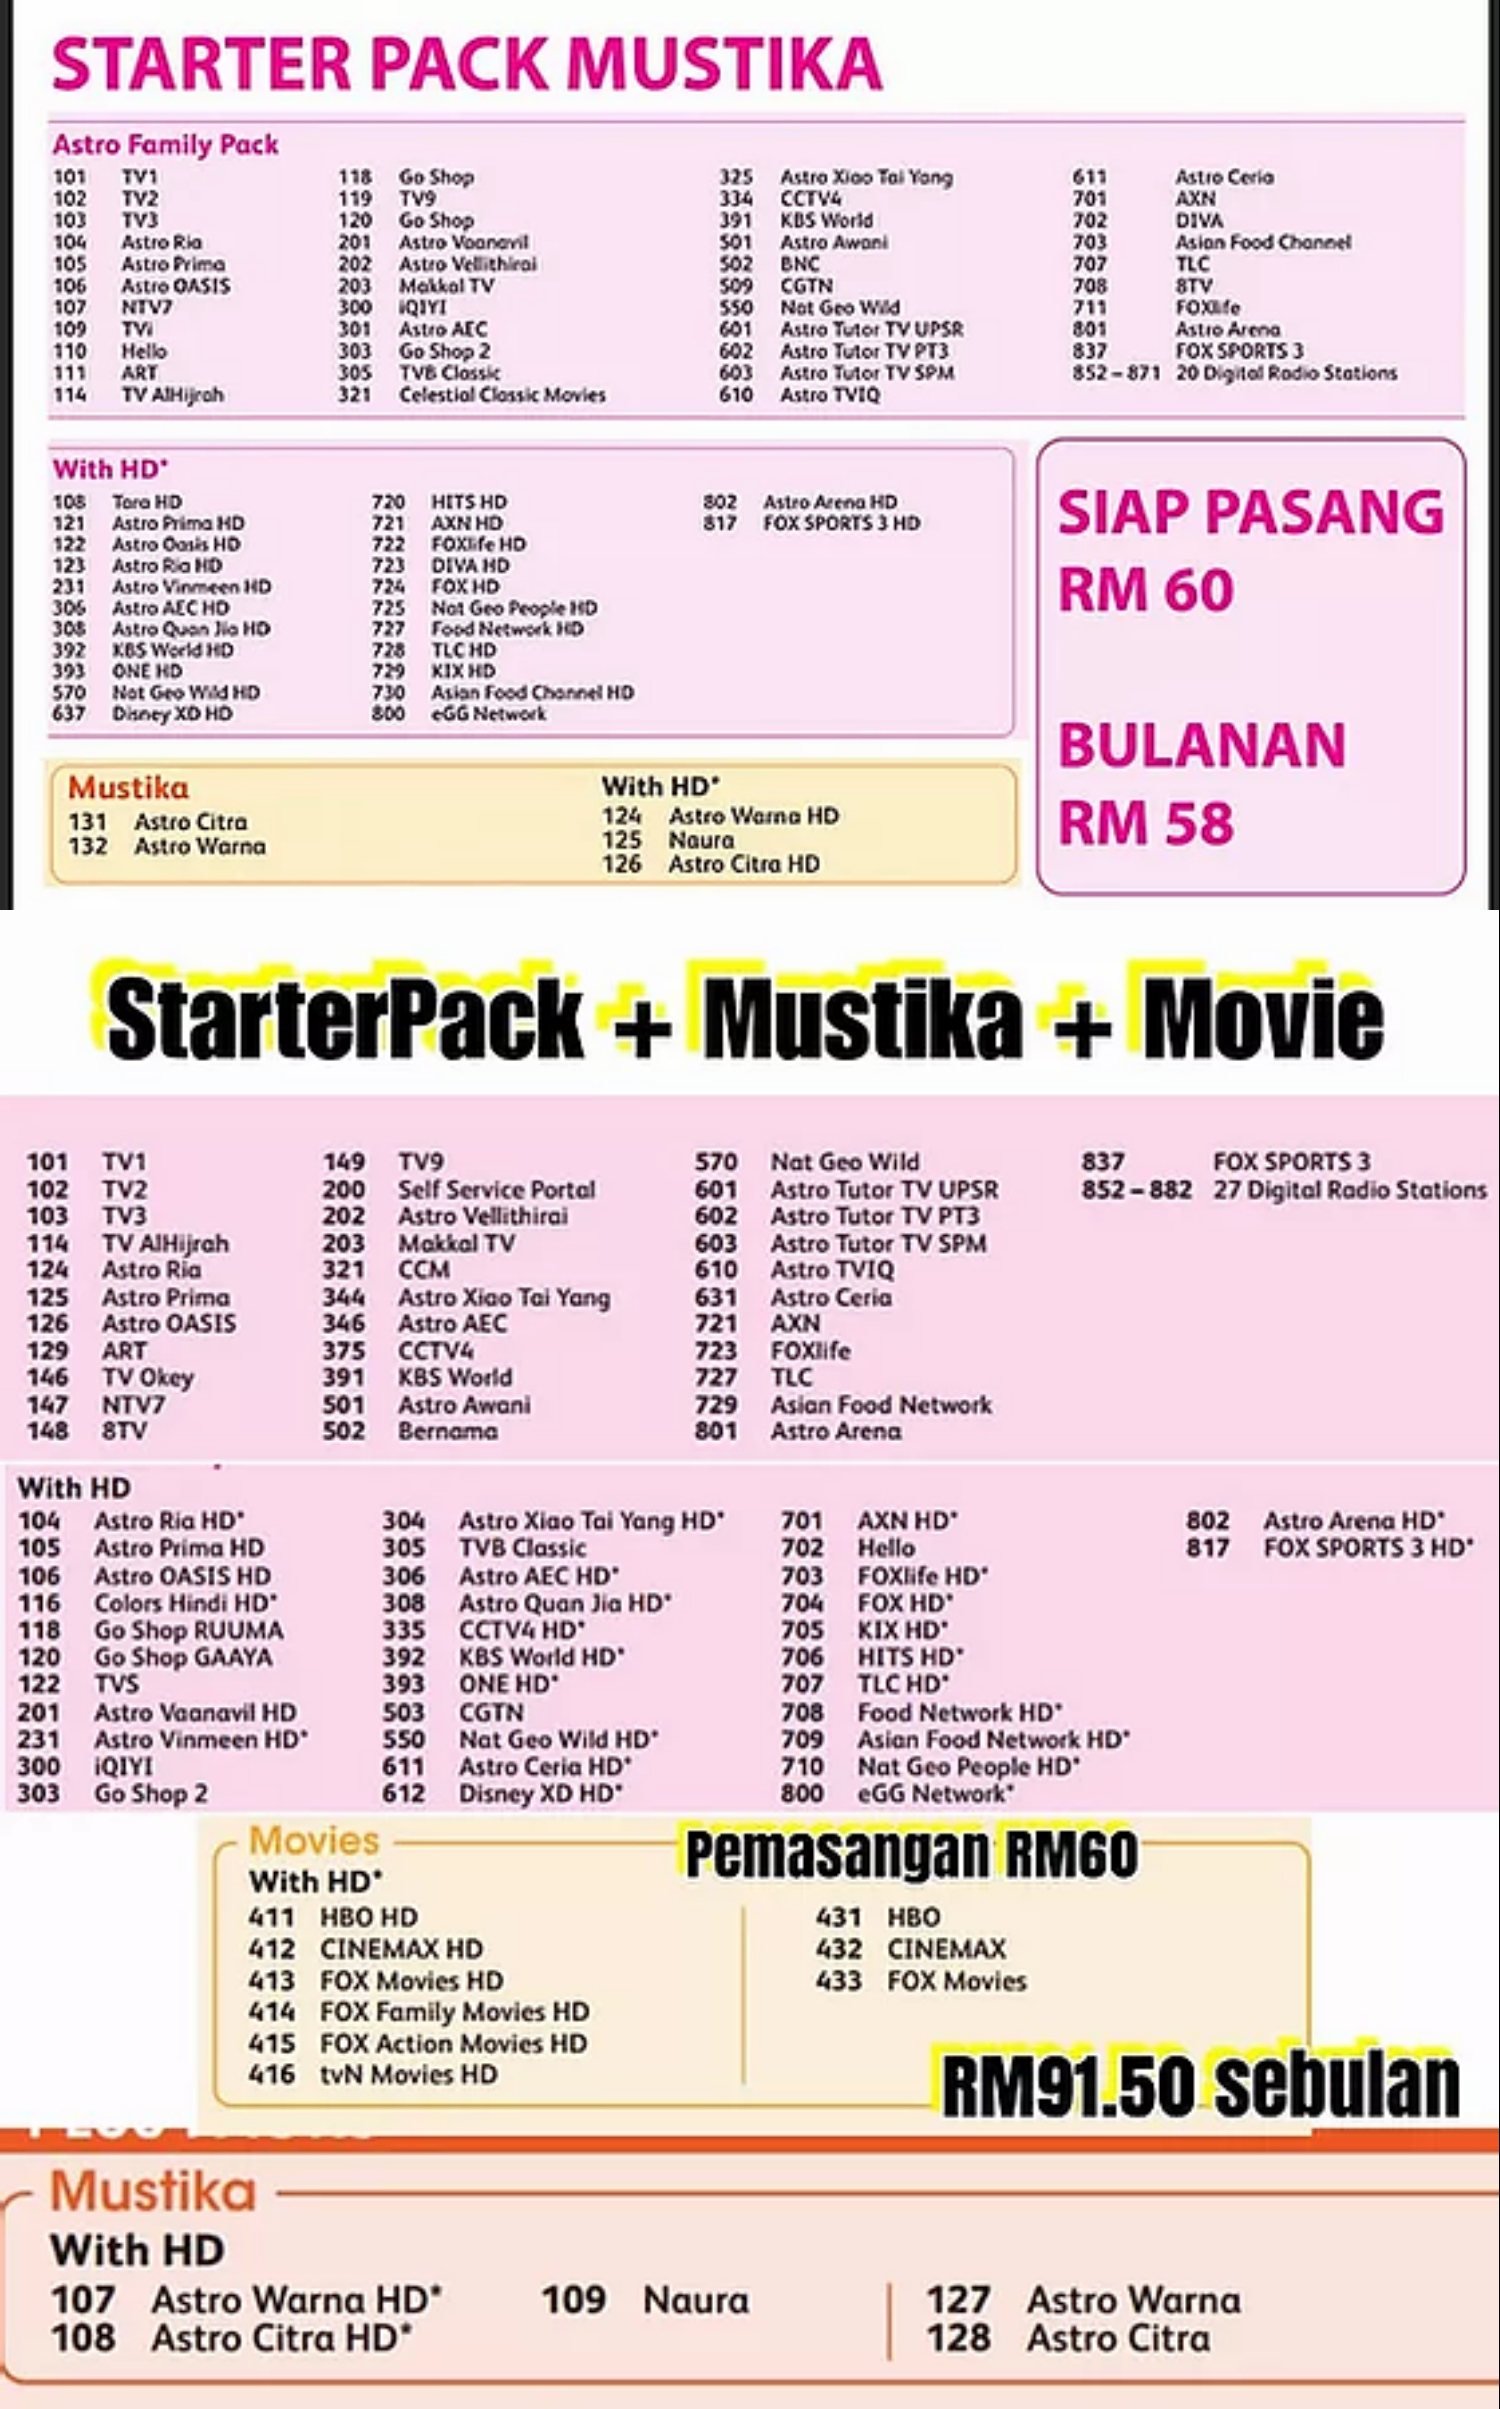 STARTER PACK MUSTIKA
Astro Family Pack
101 TV1
102 TV2
103 TV3
104 Astro Ria
105 Astro Prima
106 Astro OASIS
107 NTV7
109 TVi
110 Hello
111 ART
114 TV AlHijrah
118 Go Shop
119 TV9
120 Go Shop
201 Astro Vaanavil
202 Astro Vellithirai
203 Makkal TV
300 iQIYI
301 Astro AEC
303 Go Shop 2
305 TVB Classic
321 Celestial Classic Movies
325 Astro Xiao Tai Yang
334 CCTV4
391 KBS World
501 Astro Awani
502 BNC
509 CGTN
550 Nat Geo Wild
601 Astro Tutor TV UPSR
602 Astro Tutor TV PT3
603 Astro Tutor TV SPM
610 Astro TVIQ
611 Astro Ceria
701 AXN
702 DIVA
703 Asian Food Channel
707 TLC
708 8TV
711 FOXlife
801 Astro Arena
837 FOX SPORTS 3
852 – 871 20 Digital Radio Stations
With HD*
108 Tara HD
121 Astro Prima HD
122 Astro Oasis HD
123 Astro Ria HD
231 Astro Vinmeen HD
306 Astro AEC HD
308 Astro Quan Jia HD
392 KBS World HD
393 ONE HD
570 Nat Geo Wild HD
637 Disney XD HD
720 HITS HD
721 AXN HD
722 FOXlife HD
723 DIVA HD
724 FOX HD
725 Nat Geo People HD
727 Food Network HD
728 TLC HD
729 KIX HD
730 Asian Food Channel HD
800 eGG Network
802 Astro Arena HD
817 FOX SPORTS 3 HD
SIAP PASANG
RM 60
BULANAN
RM 58
Mustika
131 Astro Citra
132 Astro Warna
With HD*
124 Astro Warna HD
125 Naura
126 Astro Citra HD
StarterPack + Mustika + Movie
101 TV1
102 TV2
103 TV3
114 TV AlHijrah
124 Astro Ria
125 Astro Prima
126 Astro OASIS
129 ART
146 TV Okey
147 NTV7
148 8TV
149 TV9
200 Self Service Portal
202 Astro Vellithirai
203 Makkal TV
321 CCM
344 Astro Xiao Tai Yang
346 Astro AEC
375 CCTV4
391 KBS World
501 Astro Awani
502 Bernama
570 Nat Geo Wild
601 Astro Tutor TV UPSR
602 Astro Tutor TV PT3
603 Astro Tutor TV SPM
610 Astro TVIQ
631 Astro Ceria
721 AXN
723 FOXlife
727 TLC
729 Asian Food Network
801 Astro Arena
837 FOX SPORTS 3
852 – 882 27 Digital Radio Stations
With HD
104 Astro Ria HD*
105 Astro Prima HD
106 Astro OASIS HD
116 Colors Hindi HD*
118 Go Shop RUUMA
120 Go Shop GAAYA
122 TVS
201 Astro Vaanavil HD
231 Astro Vinmeen HD*
300 iQIYI
303 Go Shop 2
304 Astro Xiao Tai Yang HD*
305 TVB Classic
306 Astro AEC HD*
308 Astro Quan Jia HD*
335 CCTV4 HD*
392 KBS World HD*
393 ONE HD*
503 CGTN
550 Nat Geo Wild HD*
611 Astro Ceria HD*
612 Disney XD HD*
701 AXN HD*
702 Hello
703 FOXlife HD*
704 FOX HD*
705 KIX HD*
706 HITS HD*
707 TLC HD*
708 Food Network HD*
709 Asian Food Network HD*
710 Nat Geo People HD*
800 eGG Network*
802 Astro Arena HD*
817 FOX SPORTS 3 HD*
Movies
Pemasangan RM60
With HD*
411 HBO HD
412 CINEMAX HD
413 FOX Movies HD
414 FOX Family Movies HD
415 FOX Action Movies HD
416 tvN Movies HD
431 HBO
432 CINEMAX
433 FOX Movies
RM91.50 sebulan
Mustika
With HD
107 Astro Warna HD*
108 Astro Citra HD*
109 Naura
127 Astro Warna
128 Astro Citra